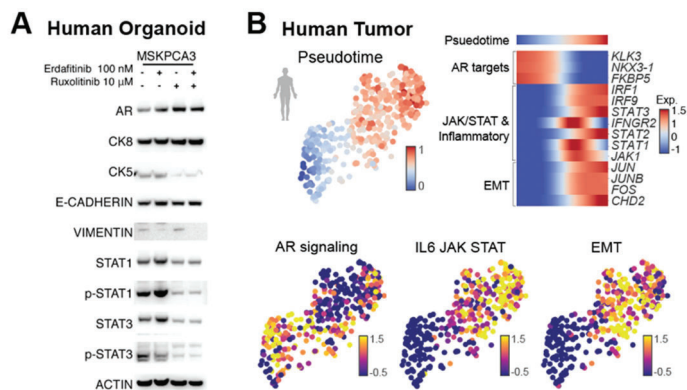 A Human Organoid
MSKPCA3
Erdafitinib 100 nM - + - +
Ruxolitinib 10 µM - - + +
AR
CK8
CK5
E-CADHERIN
VIMENTIN
STAT1
p-STAT1
STAT3
p-STAT3
ACTIN
B Human Tumor
Pseudotime
1
0
Psuedotime
AR targets
KLK3
NKX3-1
FKBP5
JAK/STAT &
Inflammatory
IRF1
IRF9
STAT3
IFNGR2
STAT2
STAT1
JAK1
EMT
JUN
JUNB
FOS
CHD2
Exp.
1.5
0
-1
AR signaling
1.5
-0.5
IL6 JAK STAT
1.5
-0.5
EMT
1.5
-0.5